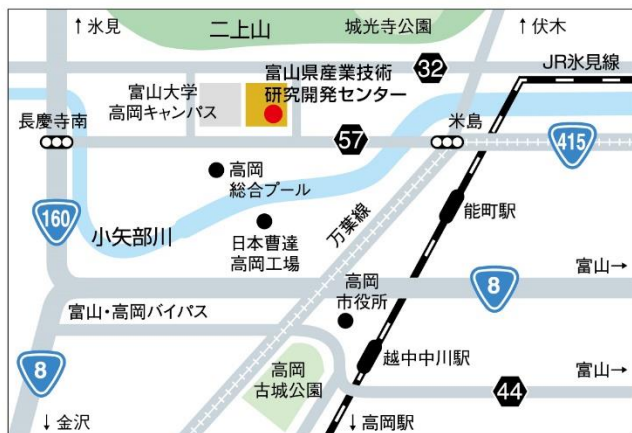 ↑氷見
二上山
城光寺公園
↑伏木
JR氷見線
32
富山県産業技術
研究開発センター
富山大学
高岡キャンパス
長慶寺南
57
米島
415
高岡
総合プール
160
小矢部川
日本曹達
高岡工場
万葉線
能町駅
富山→
8
高岡
市役所
富山・高岡バイパス
越中中川駅
8
高岡
古城公園
富山→
44
↓金沢
↓高岡駅